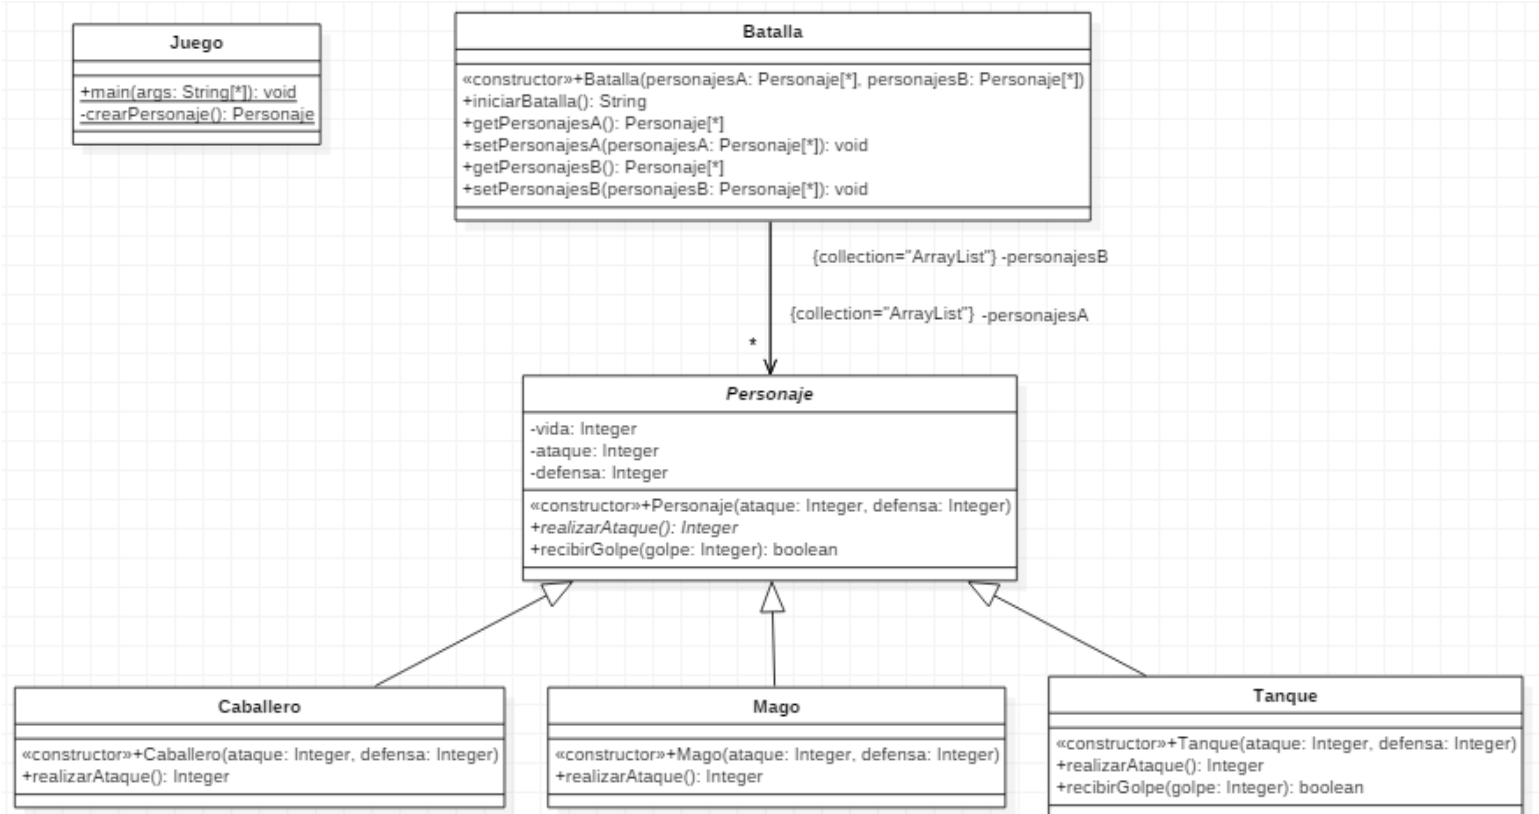 Juego
+main(args: String[*]): void
-crearPersonaje(): Personaje
Batalla
«constructor»+Batalla(personajesA: Personaje[*], personajesB: Personaje[*])
+iniciarBatalla(): String
+getPersonajesA(): Personaje[*]
+setPersonajesA(personajesA: Personaje[*]): void
+getPersonajesB(): Personaje[*]
+setPersonajesB(personajesB: Personaje[*]): void
{collection="ArrayList"} -personajesB
{collection="ArrayList"} -personajesA
*
Personaje
-vida: Integer
-ataque: Integer
-defensa: Integer
«constructor»+Personaje(ataque: Integer, defensa: Integer)
+realizarAtaque(): Integer
+recibirGolpe(golpe: Integer): boolean
Caballero
«constructor»+Caballero(ataque: Integer, defensa: Integer)
+realizarAtaque(): Integer
Mago
«constructor»+Mago(ataque: Integer, defensa: Integer)
+realizarAtaque(): Integer
Tanque
«constructor»+Tanque(ataque: Integer, defensa: Integer)
+realizarAtaque(): Integer
+recibirGolpe(golpe: Integer): boolean